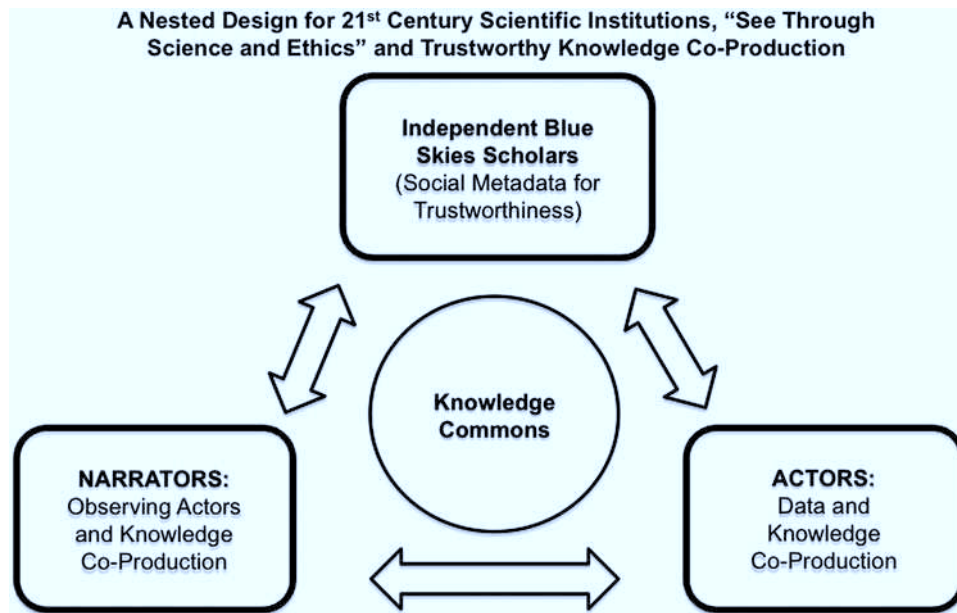 A Nested Design for 21st Century Scientific Institutions, “See Through
Science and Ethics” and Trustworthy Knowledge Co-Production
Independent Blue
Skies Scholars
(Social Metadata for
Trustworthiness)
Knowledge
Commons
NARRATORS:
Observing Actors
and Knowledge
Co-Production
ACTORS:
Data and
Knowledge
Co-Production